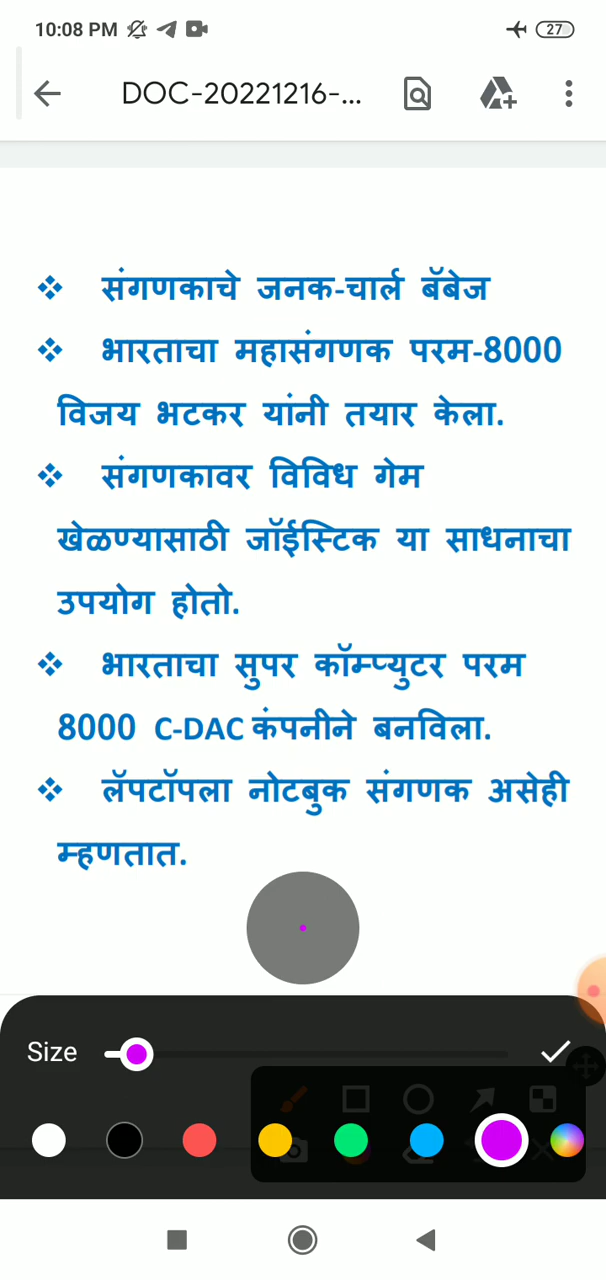 10:08 PM
27
DOC-20221216-...
❖ संगणकाचे जनक-चार्ल बॅबेज
❖ भारताचा महासंगणक परम-8000
विजय भटकर यांनी तयार केला.
❖ संगणकावर विविध गेम
खेळण्यासाठी जॉईस्टिक या साधनाचा
उपयोग होतो.
❖ भारताचा सुपर कॉम्प्युटर परम
8000 C-DAC कंपनीने बनविला.
❖ लॅपटॉपला नोटबुक संगणक असेही
म्हणतात.
Size